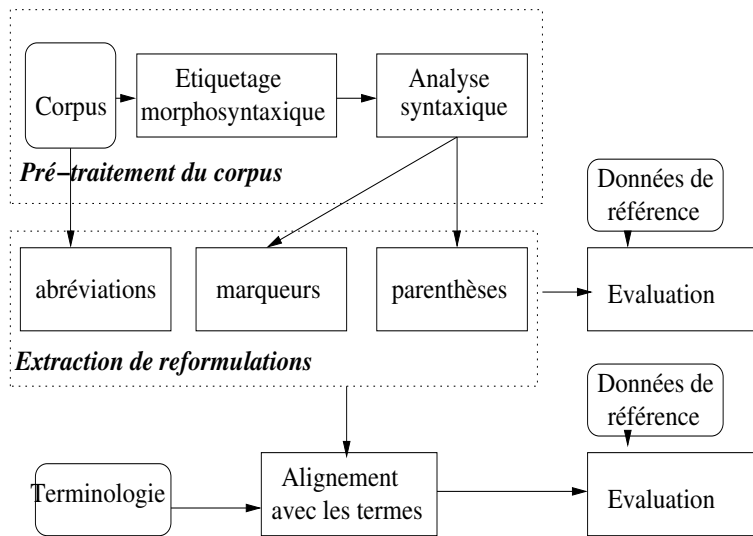 Corpus
Etiquetage
morphosyntaxique
Analyse
syntaxique
Pré−traitement du corpus
Données de
référence
abréviations
marqueurs
parenthèses
Evaluation
Extraction de reformulations
Données de
référence
Terminologie
Alignement
avec les termes
Evaluation